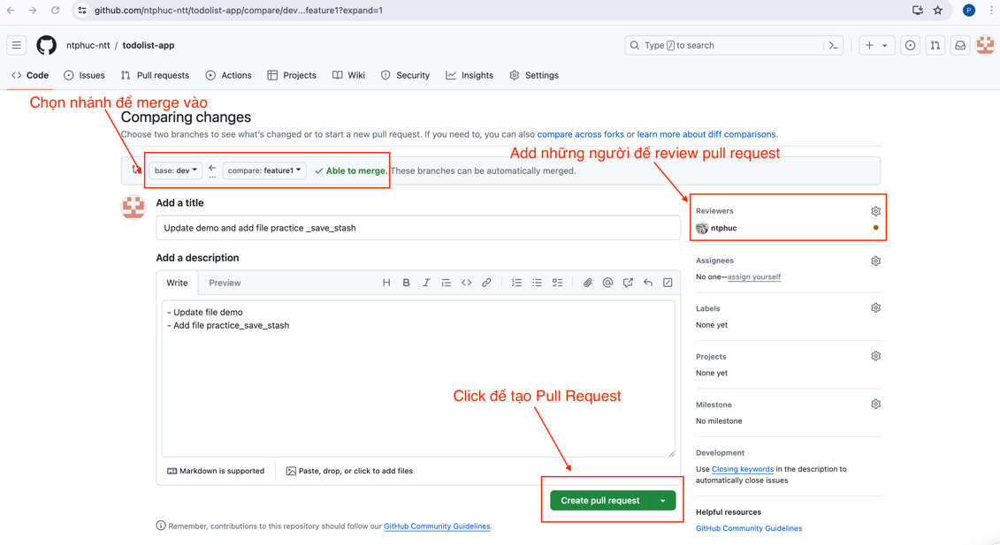 github.com/ntphuc-ntt/todolist-app/compare/dev...feature1?expand=1
P
ntphuc-ntt / todolist-app
Type / to search
Code Issues Pull requests Actions Projects Wiki Security Insights Settings
Chọn nhánh để merge vào
Comparing changes
Choose two branches to see what's changed or to start a new pull request. If you need to, you can also compare across forks or learn more about diff comparisons.
Add những người để review pull request
base: dev ... compare: feature1 Able to merge. These branches can be automatically merged.
Add a title
Update demo and add file practice _save_stash
Add a description
Write Preview
- Update file demo
- Add file practice_save_stash
Click để tạo Pull Request
Markdown is supported Paste, drop, or click to add files
Create pull request
Remember, contributions to this repository should follow our GitHub Community Guidelines.
Reviewers
ntphuc
Assignees
No one—assign yourself
Labels
None yet
Projects
None yet
Milestone
No milestone
Development
Use Closing keywords in the description to
automatically close issues
Helpful resources
GitHub Community Guidelines